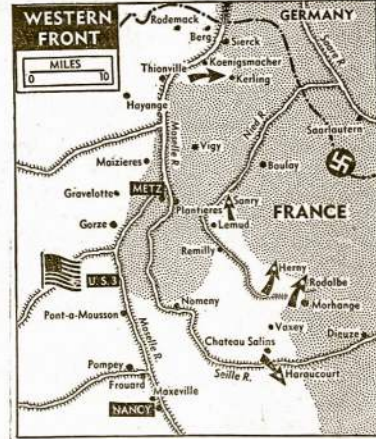 WESTERN
FRONT
MILES
0 10
GERMANY
Rodemack
Berg
Sierck
Koenigsmacher
Thionville
Kerling
Hayange
Saare R.
Nied R.
Moselle R.
Saarlautern
Vigy
Maizieres
Boulay
Gravelotte
METZ
Sanry
Plantieres
FRANCE
Gorze
Lemud
Remilly
Herny
Rodalbe
U.S.3
Morhange
Nomeny
Pont-a-Mousson
Vaxey
Dieuze
Moselle R.
Chateau Salins
Pompey
Seille R.
Haraucourt
Frouard
Maxeville
NANCY